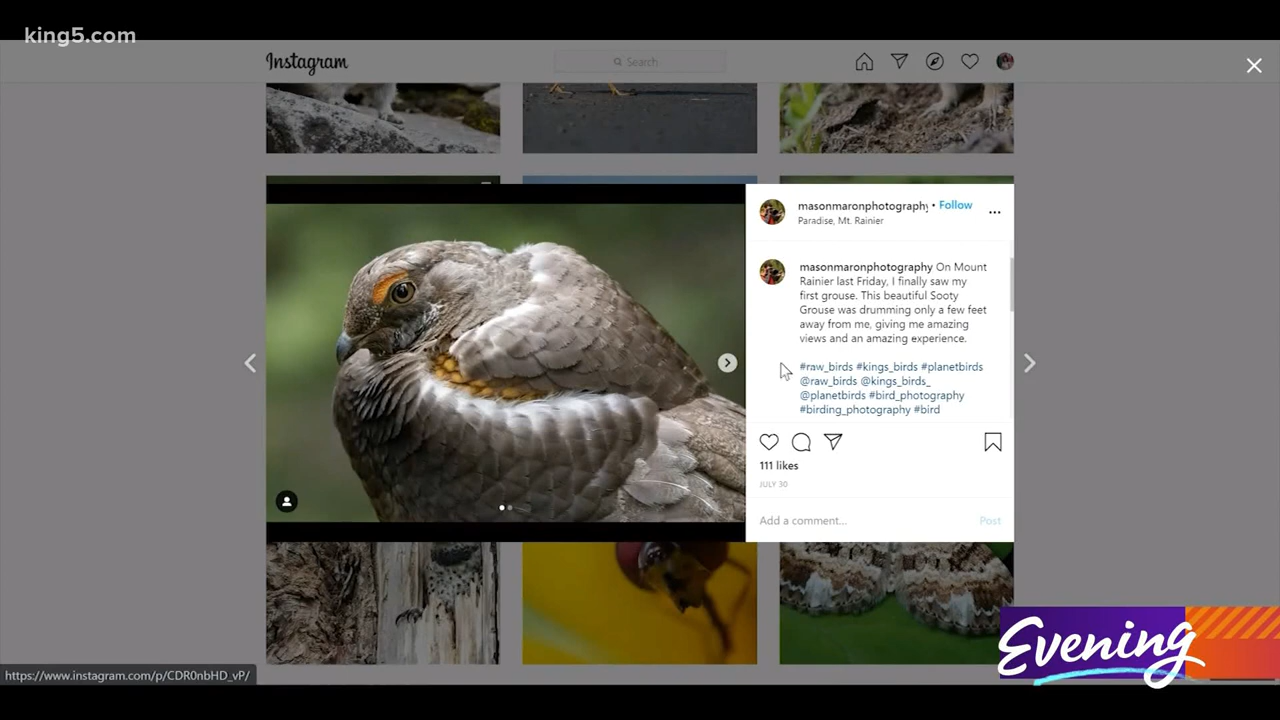 king5.com
Instagram
Search
masonmaronphotography • Follow
Paradise, Mt. Rainier
masonmaronphotography On Mount
Rainier last Friday, I finally saw my
first grouse. This beautiful Sooty
Grouse was drumming only a few feet
away from me, giving me amazing
views and an amazing experience.
#raw_birds #kings_birds #planetbirds
@raw_birds @kings_birds_
@planetbirds #bird_photography
#birding_photography #bird
111 likes
JULY 30
Add a comment... Post
Evening
https://www.instagram.com/p/CDR0nbHD_vP/